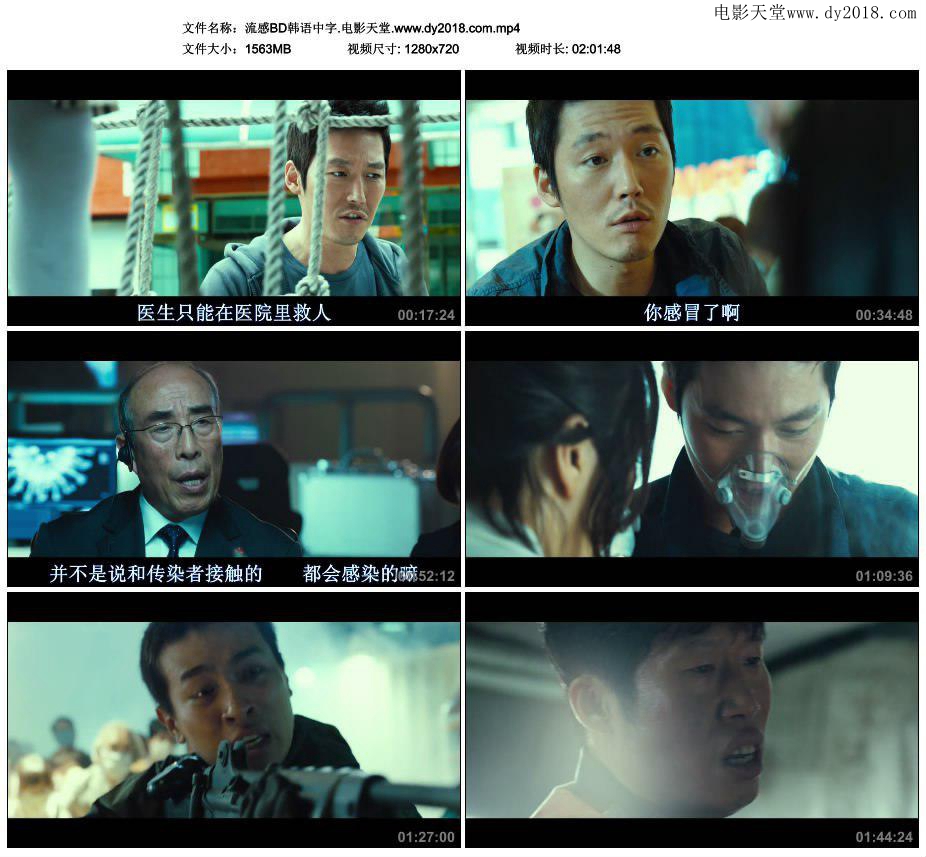 电影天堂www.dy2018.com
文件名称: 流感BD韩语中字.电影天堂.www.dy2018.com.mp4
文件大小: 1563MB 视频尺寸: 1280x720 视频时长: 02:01:48
医生只能在医院里救人 00:17:24
你感冒了啊 00:34:48
并不是说和传染者接触的 都会感染的嘛 :52:12
01:09:36
01:27:00
01:44:24